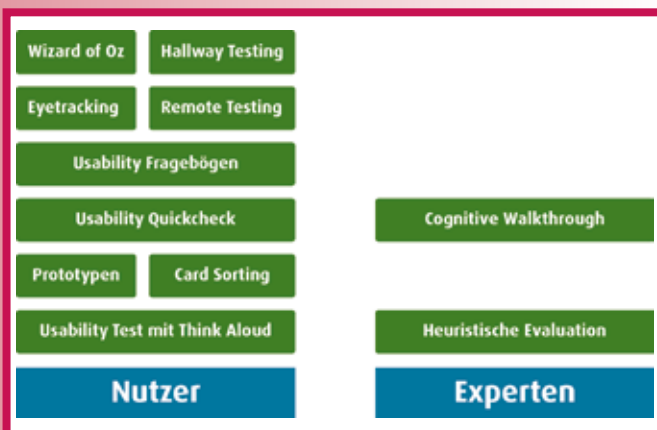 Wizard of Oz
Hallway Testing
Eyetracking
Remote Testing
Usability Fragebögen
Usability Quickcheck
Cognitive Walkthrough
Prototypen
Card Sorting
Usability Test mit Think Aloud
Heuristische Evaluation
Nutzer
Experten